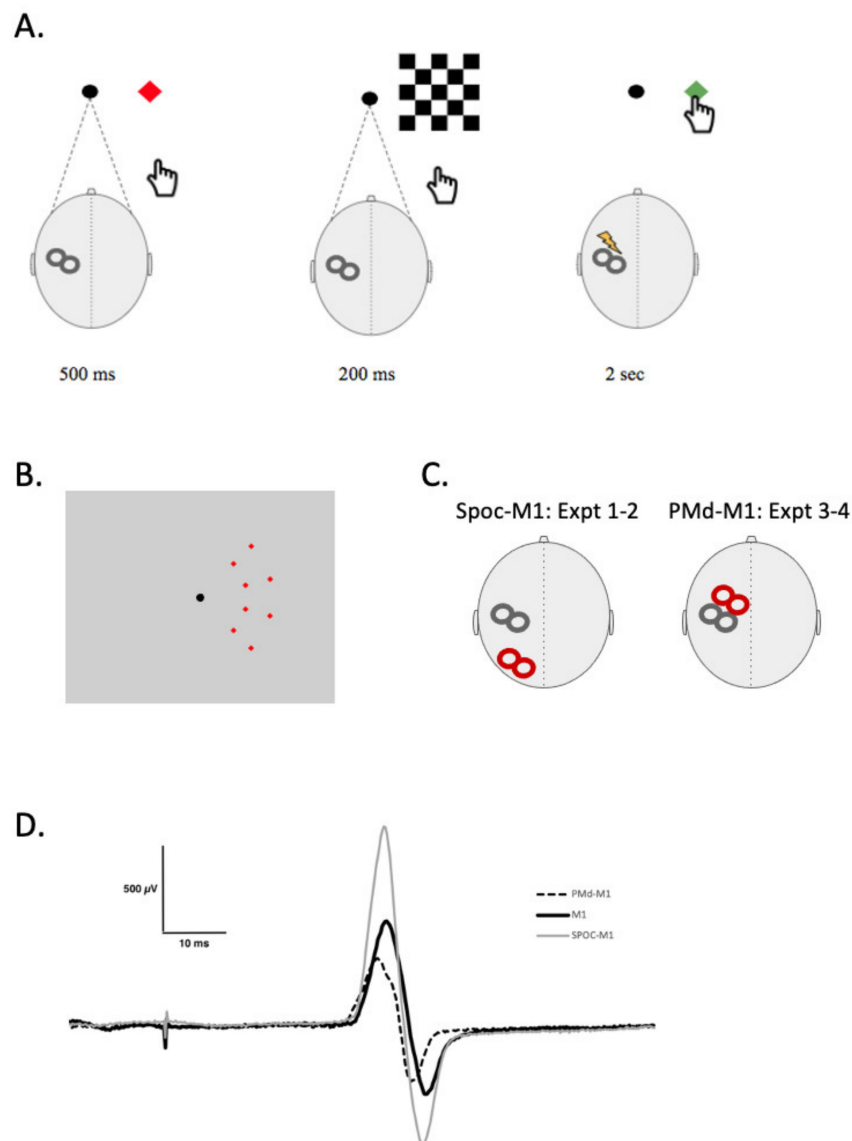 A.
500 ms
200 ms
2 sec
B.
C.
Spoc-M1: Expt 1-2
PMd-M1: Expt 3-4
D.
500 µV
10 ms
PMd-M1
M1
SPOC-M1